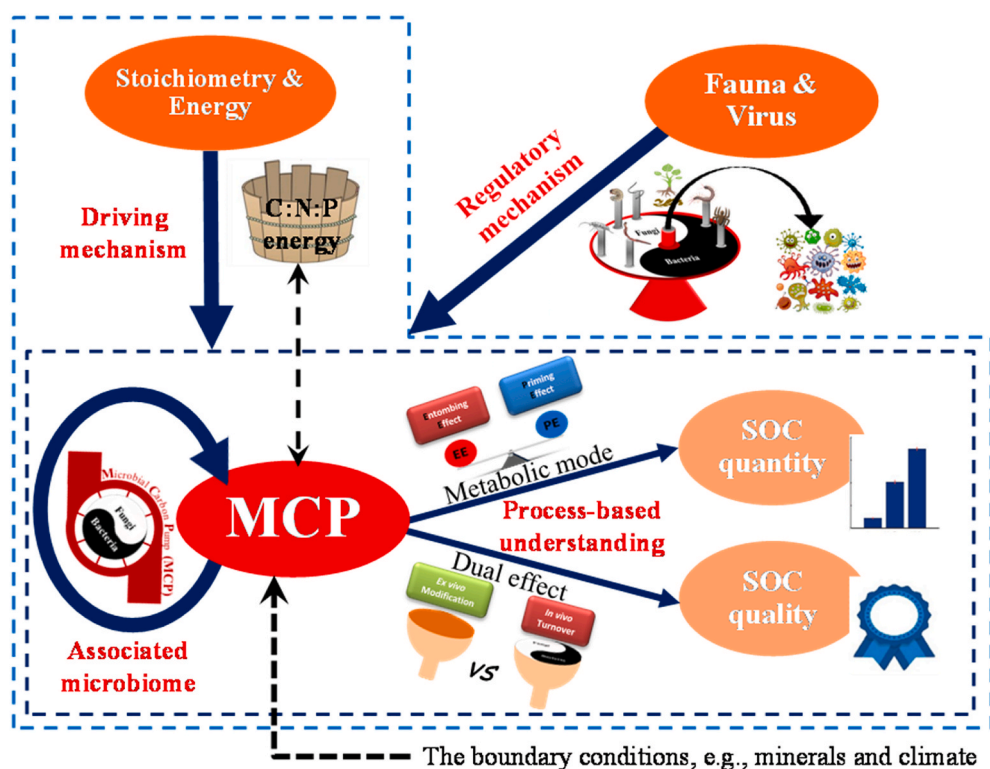 Stoichiometry &
Energy
Fauna &
Virus
Driving
mechanism
C:N:P
energy
Regulatory
mechanism
Fungi
Bacteria
Entombing
Effect
Priming
Effect
EE
PE
Metabolic mode
SOC
quantity
Microbial Carbon Pump (MCP)
Fungi
Bacteria
MCP
Process-based
understanding
Dual effect
Ex vivo
Modification
In vivo
Turnover
Fungi
Bacteria
VS
SOC
quality
Associated
microbiome
The boundary conditions, e.g., minerals and climate